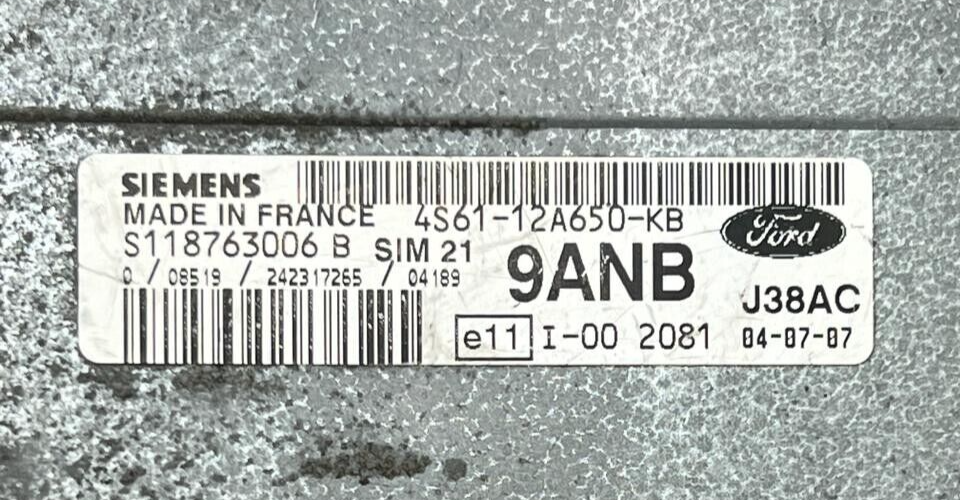 SIEMENS
MADE IN FRANCE 4S61-12A650-KB
S118763006 B SIM 21
Ford
9ANB
0 / 08519 / 242317265 / 04189
J38AC
e11 I-00 2081 04-07-07